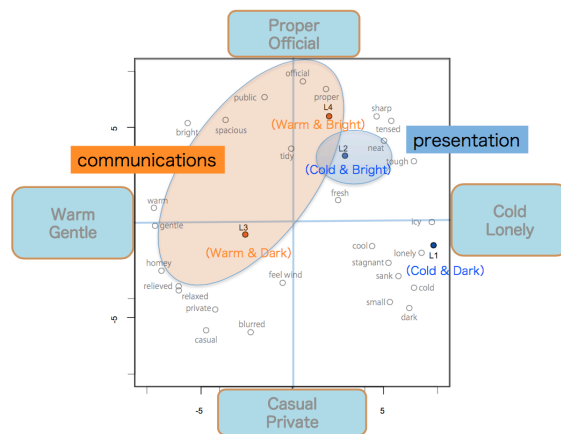 Proper
Official
official
public
proper
L4
sharp
tensed
bright
spacious
(Warm & Bright)
presentation
communications
tidy
L2
neat
tough
(Cold & Bright)
fresh
warm
gentle
Warm
Gentle
Cold
Lonely
icy
L3
(Warm & Dark)
cool
lonely
L1
(Cold & Dark)
homey
stagnant
sank
feel wind
relieved
relaxed
cold
private
small
dark
casual
blurred
5
-5
-5
5
Casual
Private